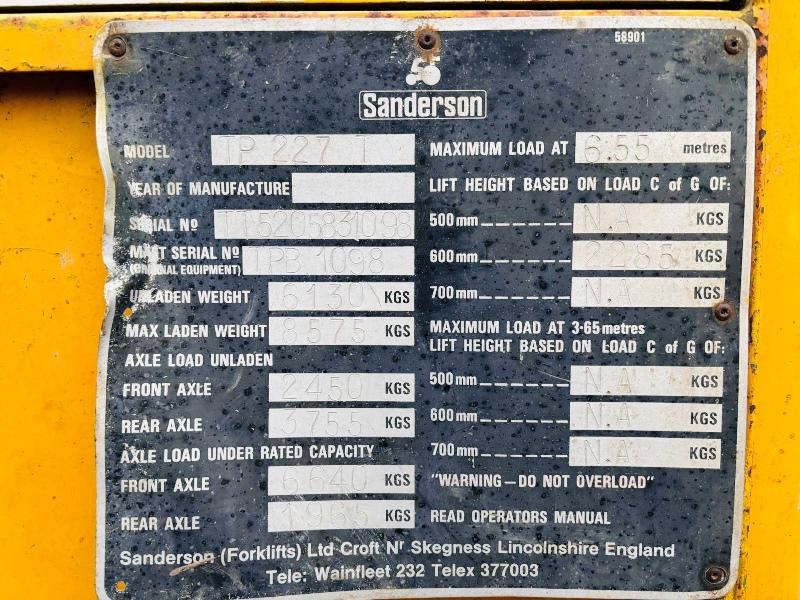 58901
Sanderson
MODEL TP 227 T
YEAR OF MANUFACTURE
SERIAL Nº TT520583 1098
MAST SERIAL Nº TPB 1098
(OPTIONAL EQUIPMENT)
UNLADEN WEIGHT 6130 KGS
MAX LADEN WEIGHT 8575 KGS
AXLE LOAD UNLADEN
FRONT AXLE 2450 KGS
REAR AXLE 3755 KGS
AXLE LOAD UNDER RATED CAPACITY
FRONT AXLE 6640 KGS
REAR AXLE 1965 KGS
MAXIMUM LOAD AT 6.55 metres
LIFT HEIGHT BASED ON LOAD C of G OF:
500mm N.A KGS
600mm 2285 KGS
700mm N.A KGS
MAXIMUM LOAD AT 3·65metres
LIFT HEIGHT BASED ON LOAD C of G OF:
500mm N.A KGS
600mm N.A KGS
700mm N.A KGS
"WARNING–DO NOT OVERLOAD"
READ OPERATORS MANUAL
Sanderson (Forklifts) Ltd Croft Nr Skegness Lincolnshire England
Tele: Wainfleet 232 Telex 377003